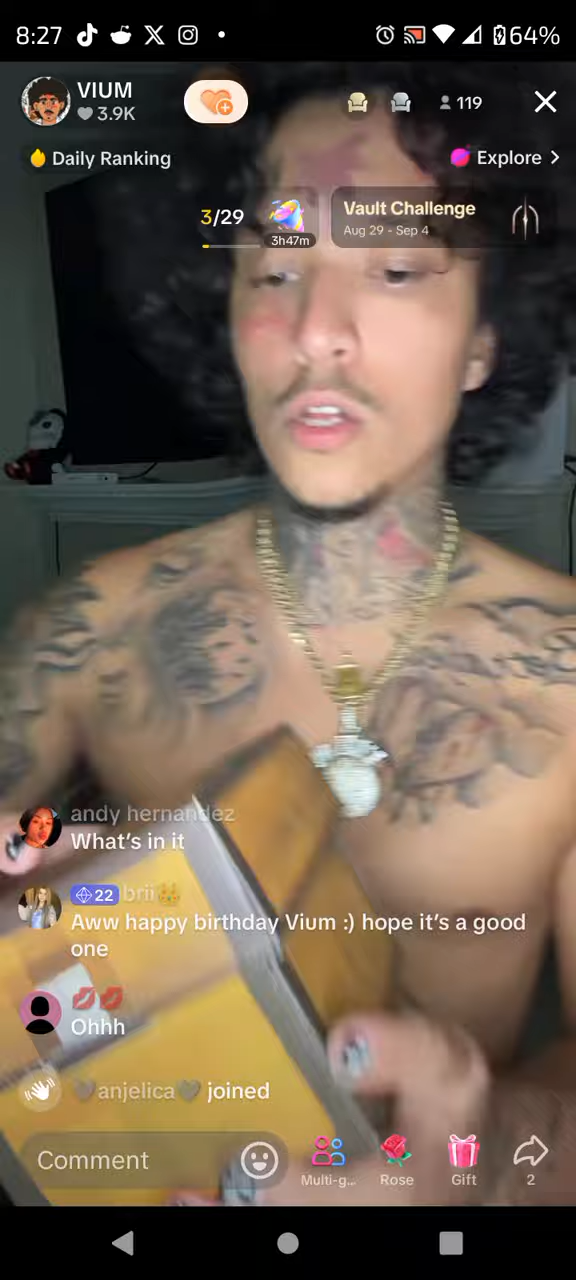 8:27
64%
VIUM
3.9K
119
Daily Ranking
Explore
3/29
3h47m
Vault Challenge
Aug 29 - Sep 4
andy hernandez
What's in it
22 brii
Aww happy birthday Vium :) hope it's a good
one
Ohhh
anjelica joined
Comment
Multi-g...
Rose
Gift
2